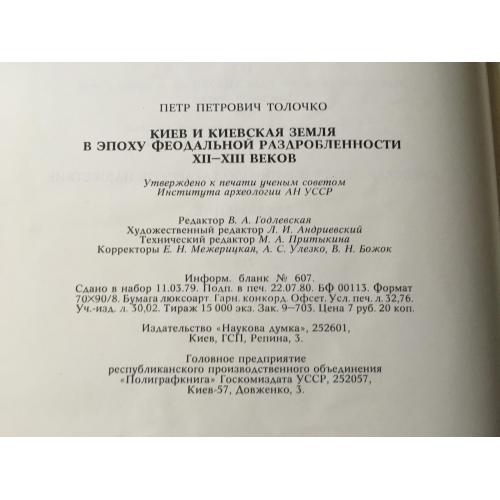 ПЕТР ПЕТРОВИЧ ТОЛОЧКО
КИЕВ И КИЕВСКАЯ ЗЕМЛЯ
В ЭПОХУ ФЕОДАЛЬНОЙ РАЗДРОБЛЕННОСТИ
XII—XIII ВЕКОВ
Утверждено к печати ученым советом
Института археологии АН УССР
Редактор В. А. Годлевская
Художественный редактор Л. И. Андриевский
Технический редактор М. А. Притыкина
Корректоры Е. Н. Межерицкая, А. С. Улезко, В. Н. Божок
Информ. бланк № 607.
Сдано в набор 11.03.79. Подп. в печ. 22.07.80. БФ 00113. Формат
70×90/8. Бумага люксоарт. Гарн. конкорд. Офсет. Усл. печ. л. 32,76.
Уч.-изд. л. 30,02. Тираж 15 000 экз. Зак. 9—703. Цена 7 руб. 20 коп.
Издательство «Наукова думка», 252601,
Киев, ГСП, Репина, 3.
Головное предприятие
республиканского производственного объединения
«Полиграфкнига» Госкомиздата УССР, 252057,
Киев-57, Довженко, 3.